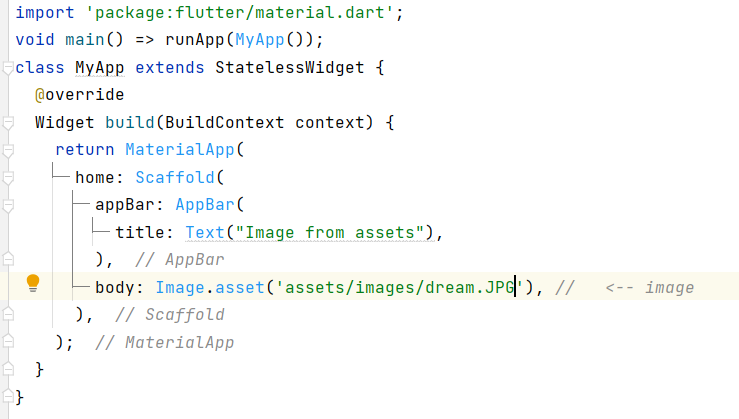 import 'package:flutter/material.dart';
void main() => runApp(MyApp());
class MyApp extends StatelessWidget {
@override
Widget build(BuildContext context) {
return MaterialApp(
home: Scaffold(
appBar: AppBar(
title: Text("Image from assets"),
), // AppBar
body: Image.asset('assets/images/dream.JPG'), // <-- image
), // Scaffold
); // MaterialApp
}
}